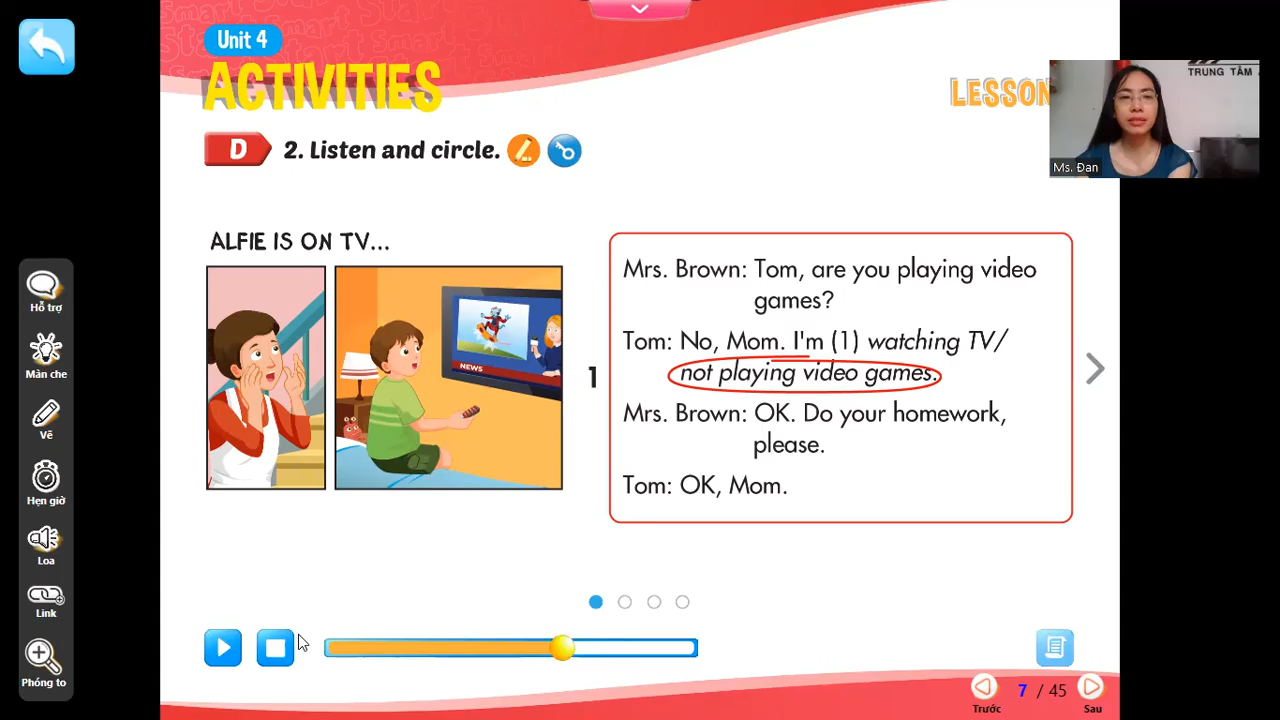 Unit 4
ACTIVITIES
LESSON
TRUNG TÂM
Ms. Đan
D 2. Listen and circle.
ALFIE IS ON TV...
NEWS
1
Mrs. Brown: Tom, are you playing video
games?
Tom: No, Mom. I'm (1) watching TV/
not playing video games.
Mrs. Brown: OK. Do your homework,
please.
Tom: OK, Mom.
Hỗ trợ
Màn che
Vẽ
Hẹn giờ
Loa
Link
Phóng to
Trước
7 / 45
Sau